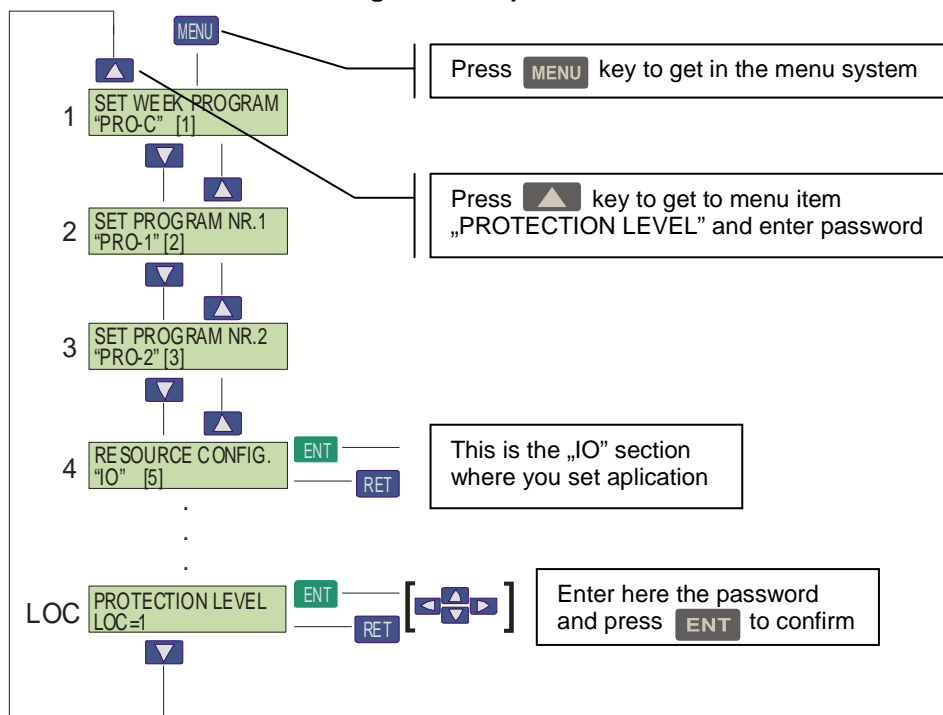 MENU
Press MENU key to get in the menu system
1
SET WEEK PROGRAM
“PRO-C” [1]
Press key to get to menu item
„PROTECTION LEVEL” and enter password
2
SET PROGRAM NR.1
“PRO-1” [2]
3
SET PROGRAM NR.2
“PRO-2” [3]
4
RESOURCE CONFIG.
“IO” [5]
ENT
RET
This is the „IO” section
where you set aplication
.
.
.
LOC
PROTECTION LEVEL
LOC=1
ENT
RET
[ ]
Enter here the password
and press ENT to confirm